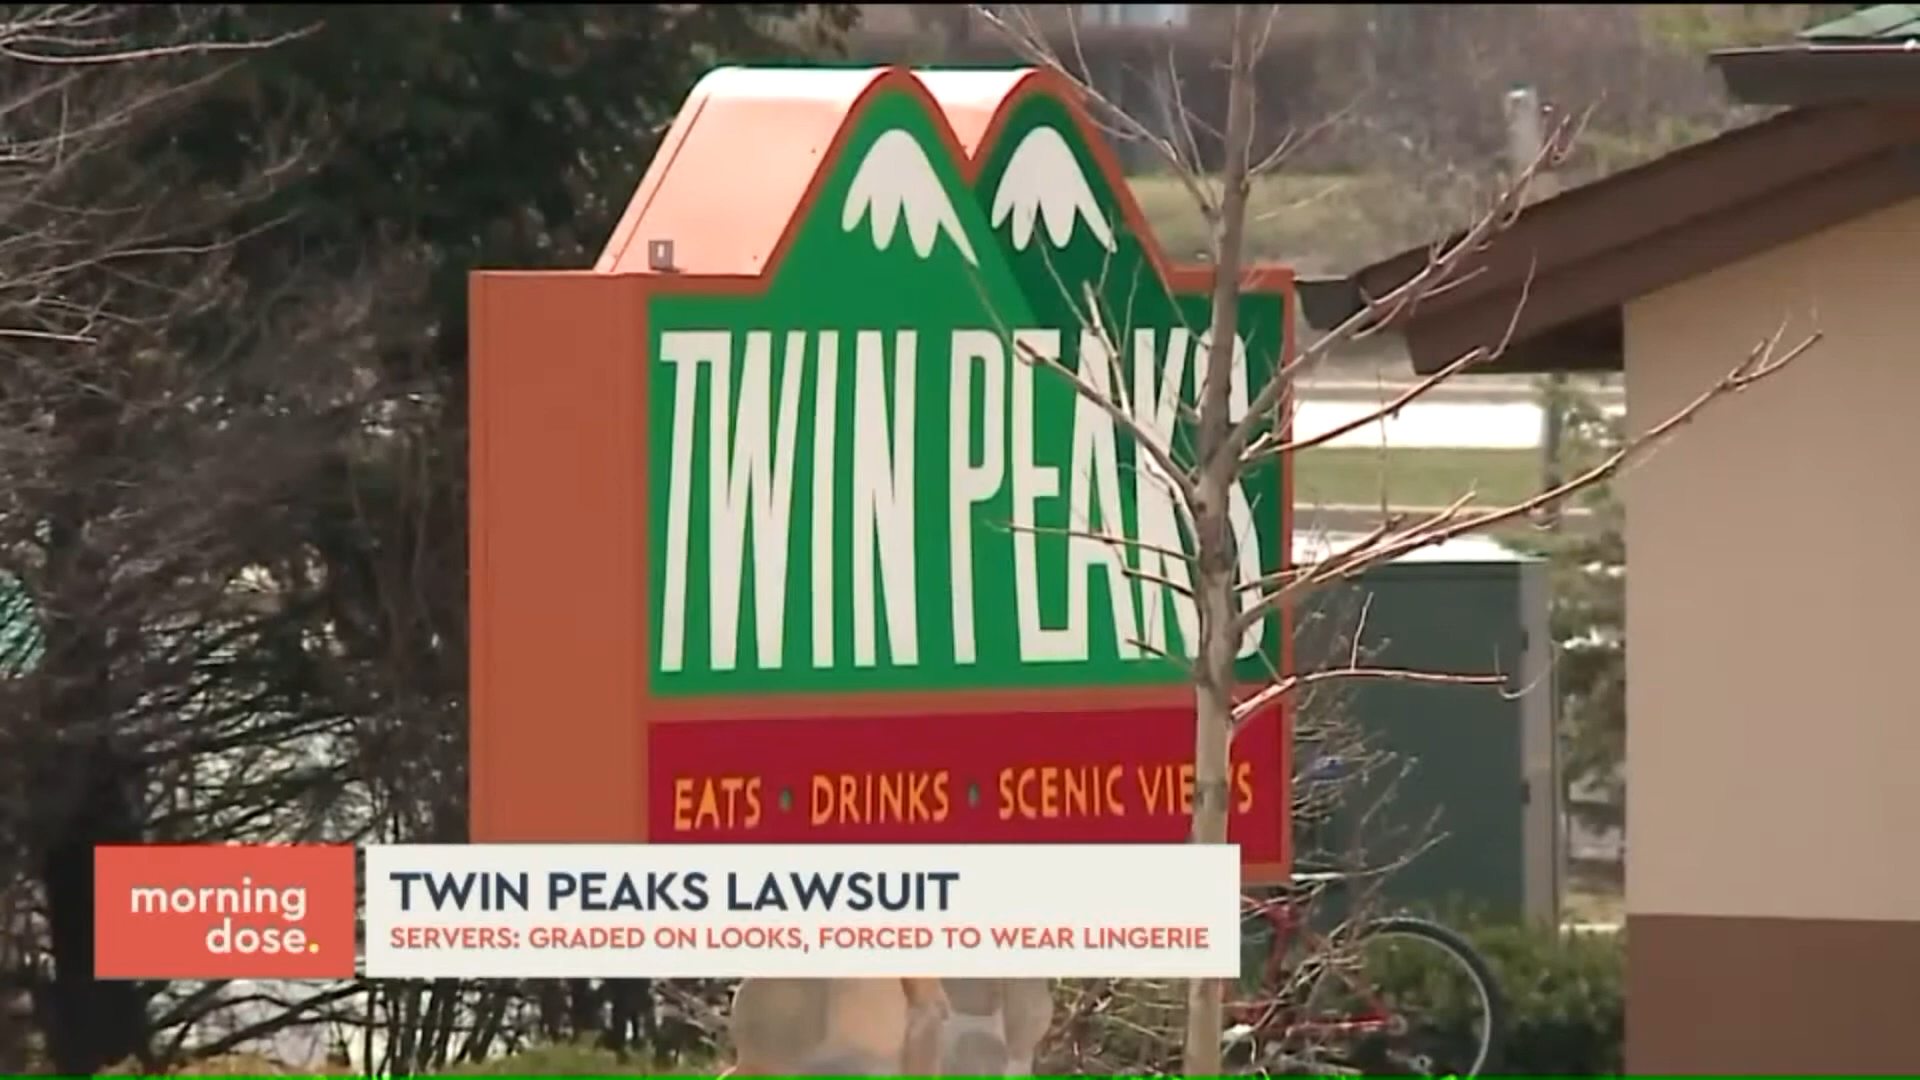 TWIN PEAKS
EATS • DRINKS • SCENIC VIEWS
morning
dose.
TWIN PEAKS LAWSUIT
SERVERS: GRADED ON LOOKS, FORCED TO WEAR LINGERIE